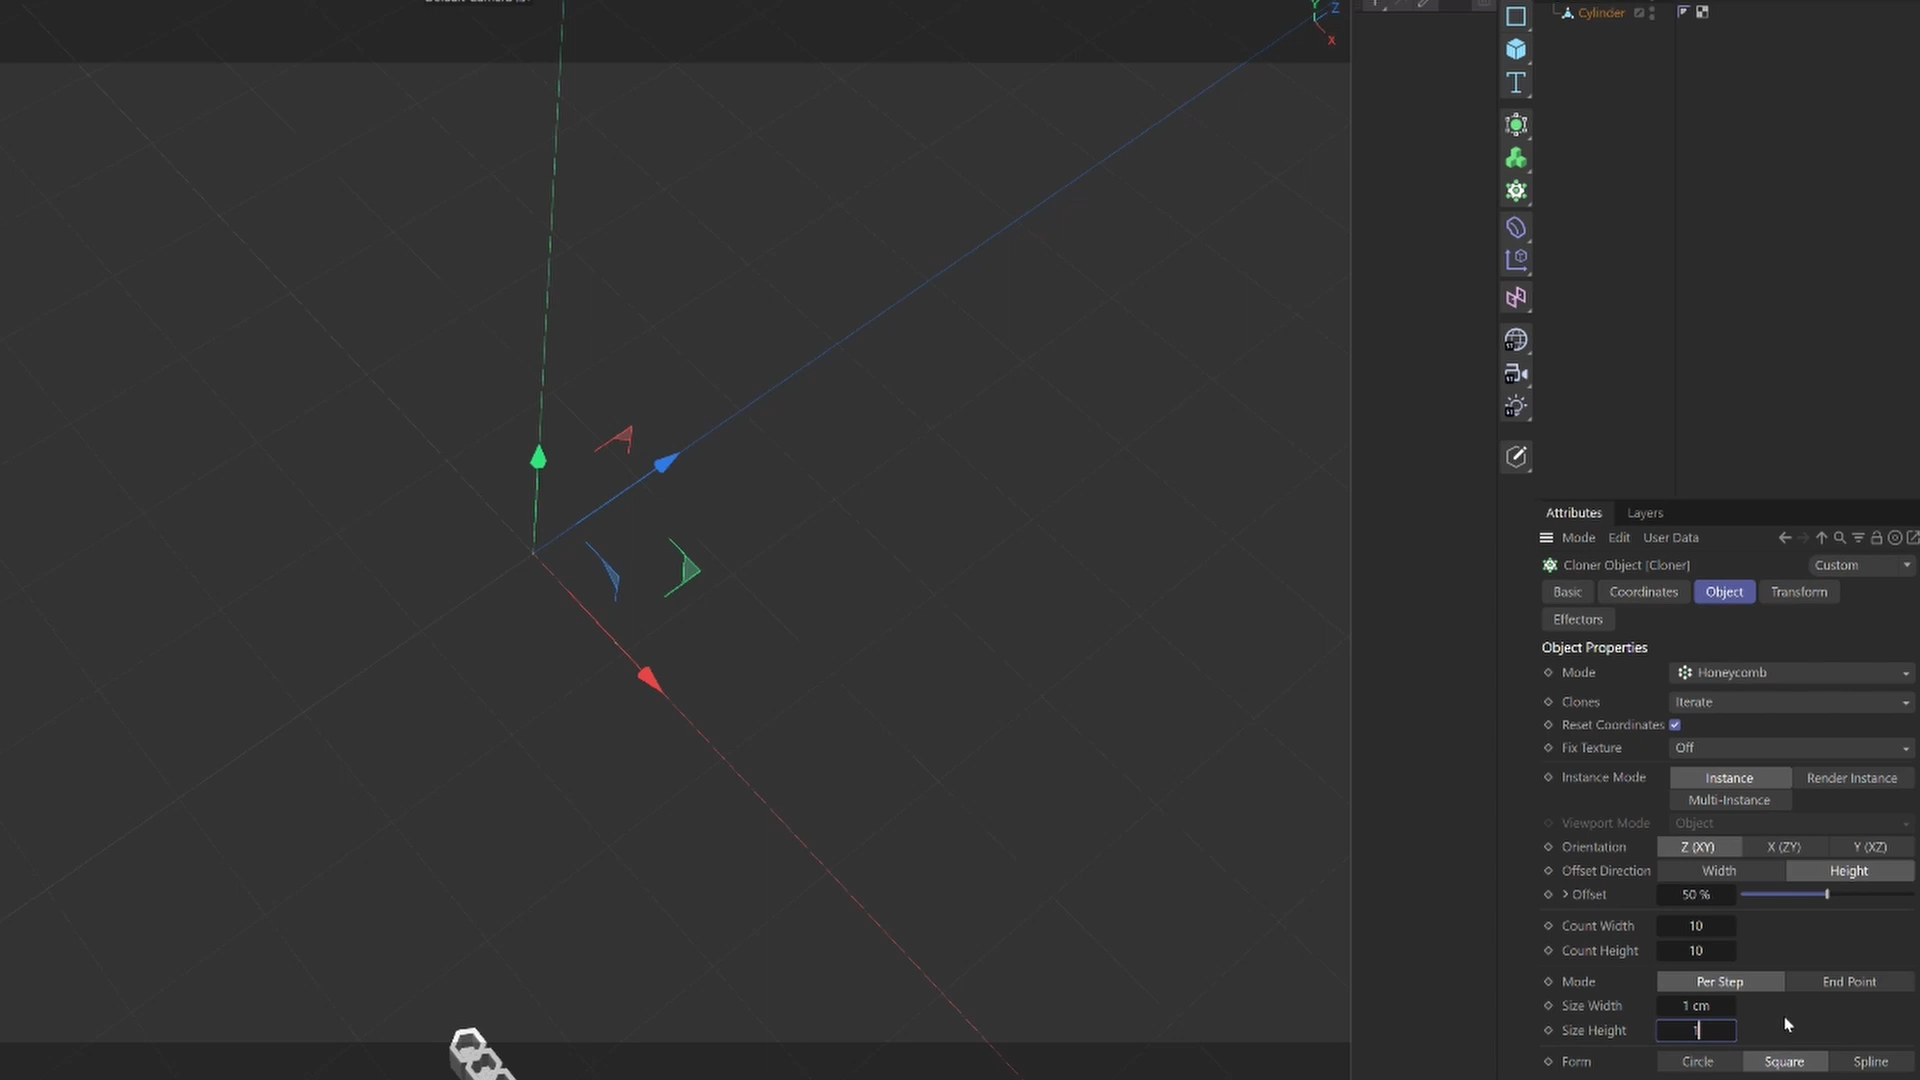 Default Camera
Y
Z
X
Cylinder
Attributes
Layers
Mode
Edit
User Data
Cloner Object [Cloner]
Custom
Basic
Coordinates
Object
Transform
Effectors
Object Properties
Mode
Honeycomb
Clones
Iterate
Reset Coordinates
Fix Texture
Off
Instance Mode
Instance
Render Instance
Multi-Instance
Viewport Mode
Object
Orientation
Z (XY)
X (ZY)
Y (XZ)
Offset Direction
Width
Height
> Offset
50 %
Count Width
10
Count Height
10
Mode
Per Step
End Point
Size Width
1 cm
Size Height
1
Form
Circle
Square
Spline